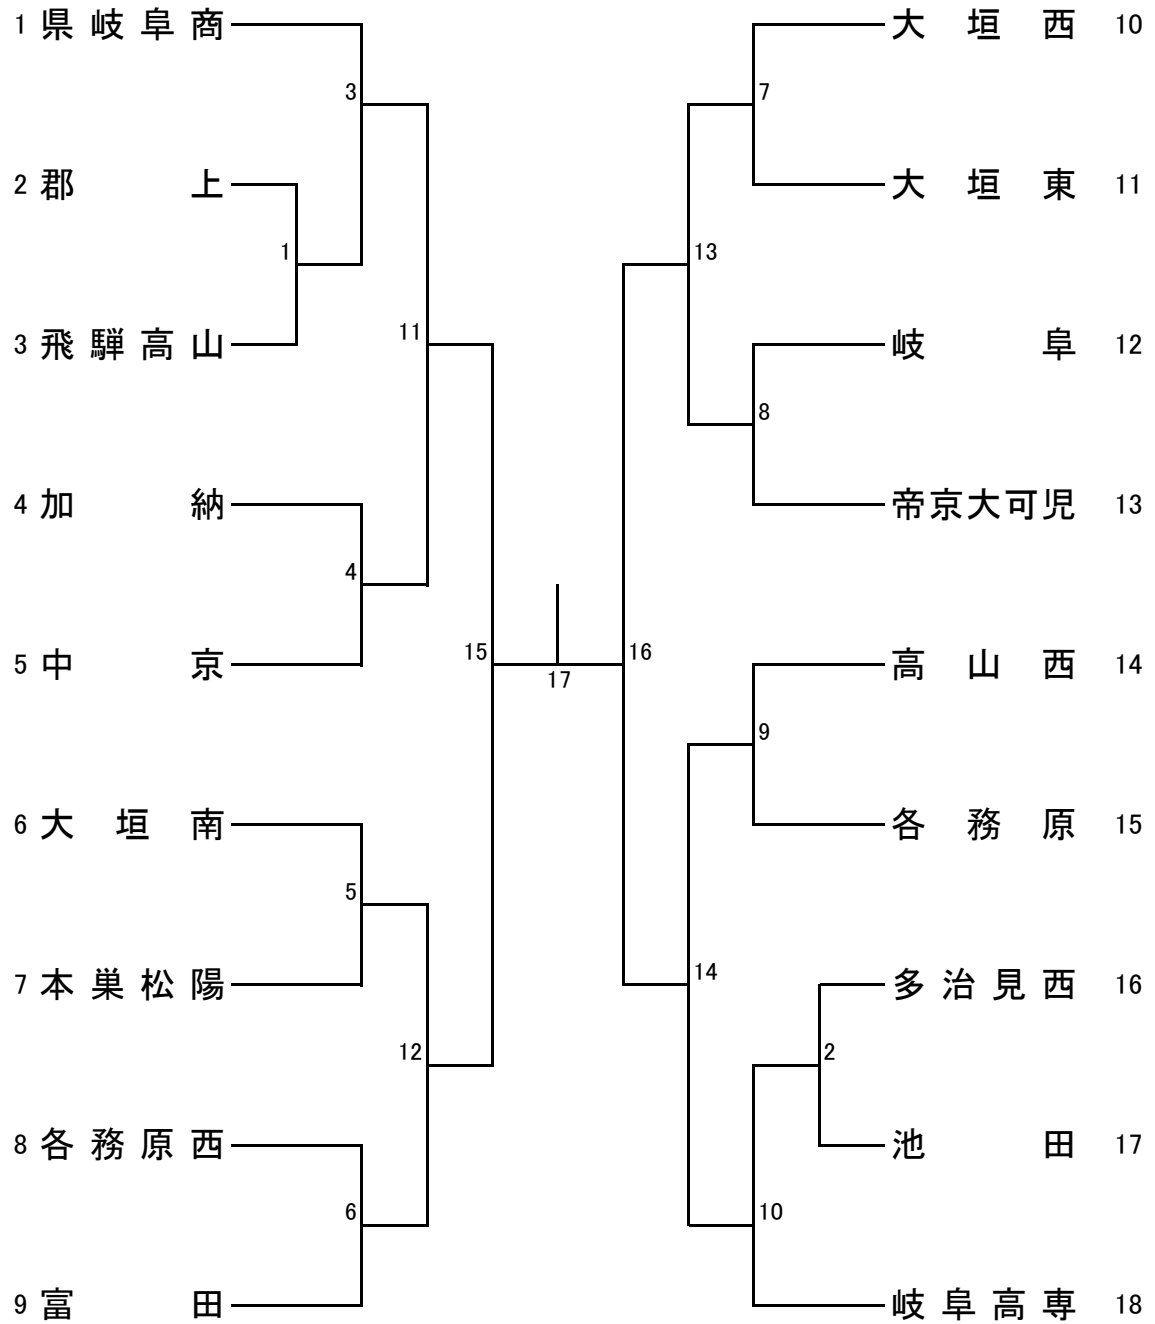 1 県岐阜商
3
2 郡上
1
3 飛騨高山
11
4 加納
4
5 中京
15
6 大垣南
5
7 本巣松陽
12
8 各務原西
6
9 富田
17
大垣西 10
7
大垣東 11
13
岐阜 12
8
帝京大可児 13
16
高山西 14
9
各務原 15
14
多治見西 16
2
池田 17
10
岐阜高専 18